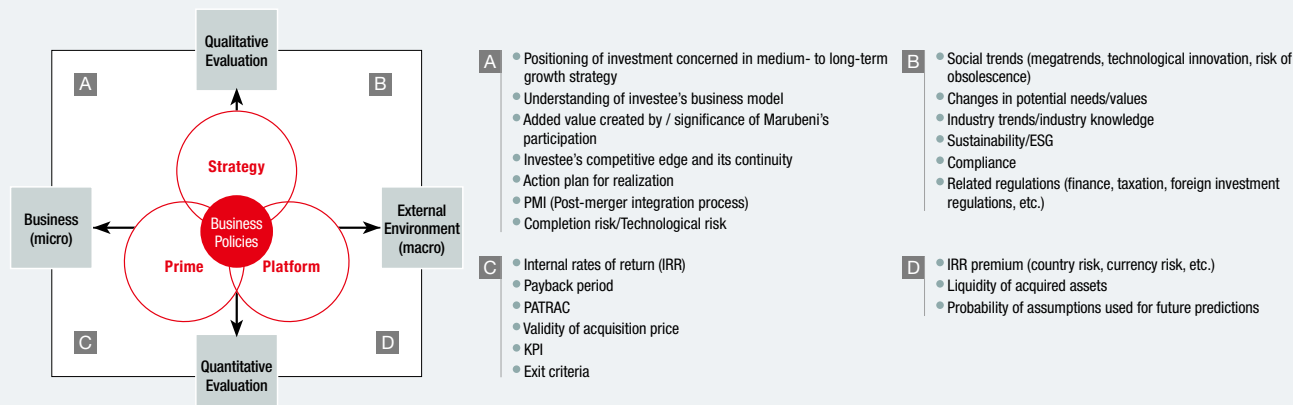 Qualitative
Evaluation
A
B
Strategy
Business
(micro)
Business
Policies
External
Environment
(macro)
Prime
Platform
C
D
Quantitative
Evaluation
A
● Positioning of investment concerned in medium- to long-term
growth strategy
● Understanding of investee's business model
● Added value created by / significance of Marubeni's
participation
● Investee's competitive edge and its continuity
● Action plan for realization
● PMI (Post-merger integration process)
● Completion risk/Technological risk
B
● Social trends (megatrends, technological innovation, risk of
obsolescence)
● Changes in potential needs/values
● Industry trends/industry knowledge
● Sustainability/ESG
● Compliance
● Related regulations (finance, taxation, foreign investment
regulations, etc.)
C
● Internal rates of return (IRR)
● Payback period
● PATRAC
● Validity of acquisition price
● KPI
● Exit criteria
D
● IRR premium (country risk, currency risk, etc.)
● Liquidity of acquired assets
● Probability of assumptions used for future predictions